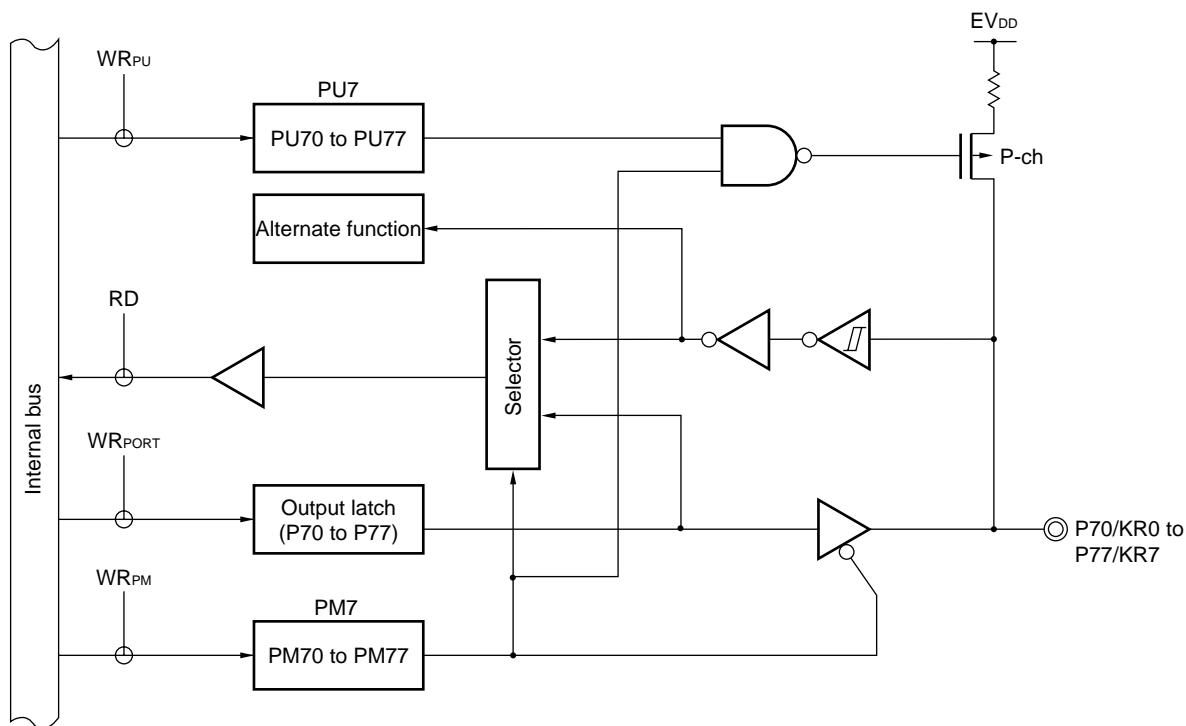 EVDD
WRPU
PU7
PU70 to PU77
P-ch
Alternate function
RD
Selector
Internal bus
WRPORT
Output latch
(P70 to P77)
P70/KR0 to
P77/KR7
WRPM
PM7
PM70 to PM77